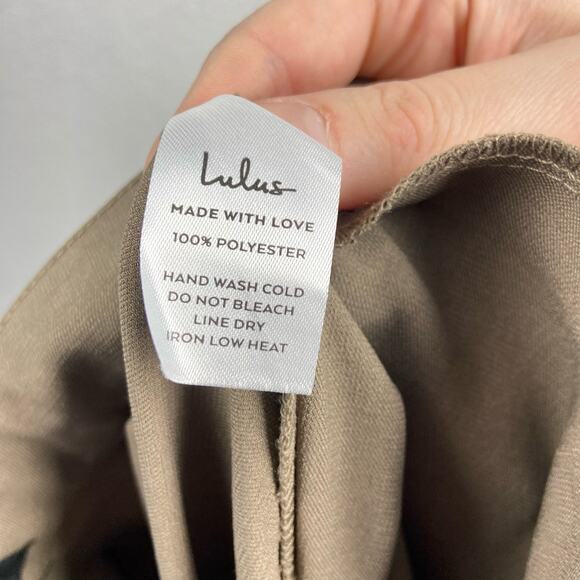 Lulus
MADE WITH LOVE
100% POLYESTER
HAND WASH COLD
DO NOT BLEACH
LINE DRY
IRON LOW HEAT